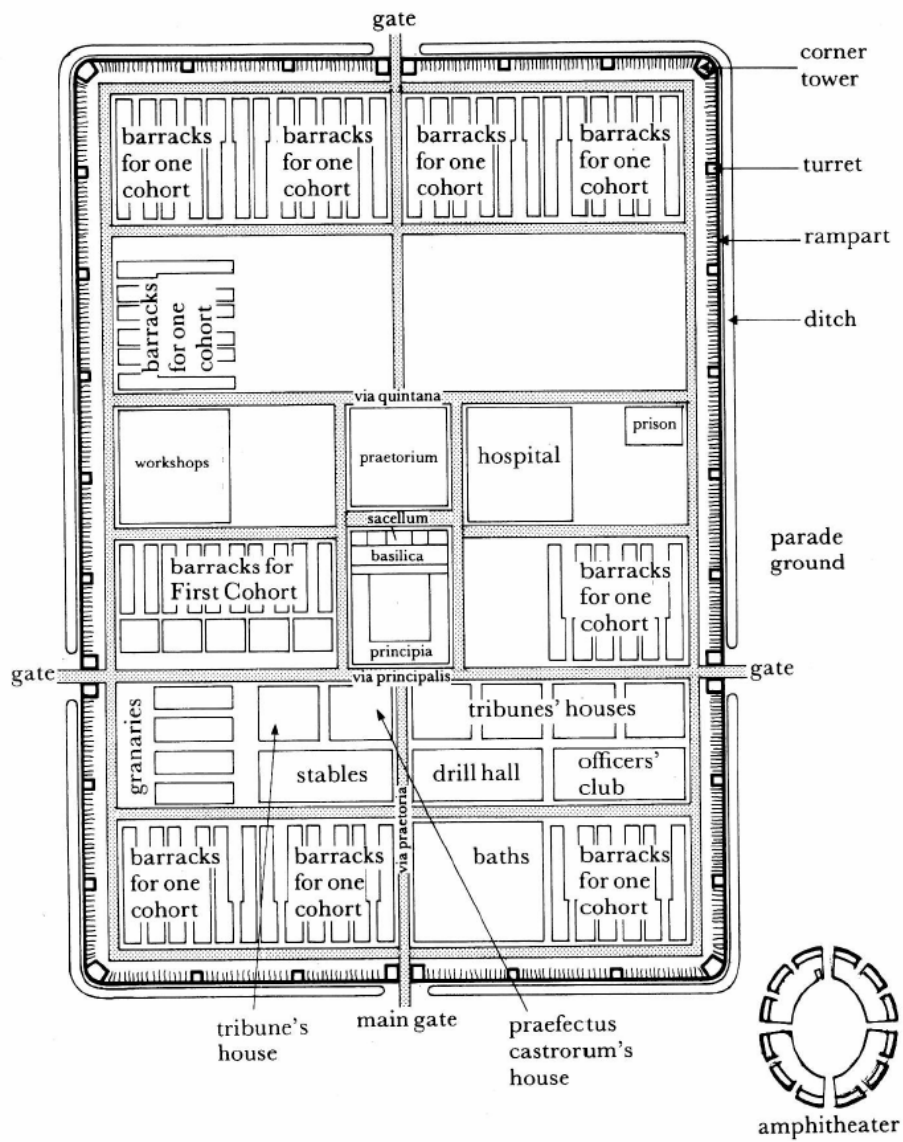 gate
corner
tower
barracks
for one
cohort
barracks
for one
cohort
barracks
for one
cohort
barracks
for one
cohort
turret
rampart
ditch
barracks
for one
cohort
via quintana
workshops
praetorium
hospital
prison
sacellum
basilica
principia
barracks for
First Cohort
barracks
for one
cohort
parade
ground
gate
via principalis
gate
granaries
tribunes' houses
stables
drill hall
officers'
club
via praetoria
barracks
for one
cohort
barracks
for one
cohort
baths
barracks
for one
cohort
tribune's
house
main gate
praefectus
castrorum's
house
amphitheater